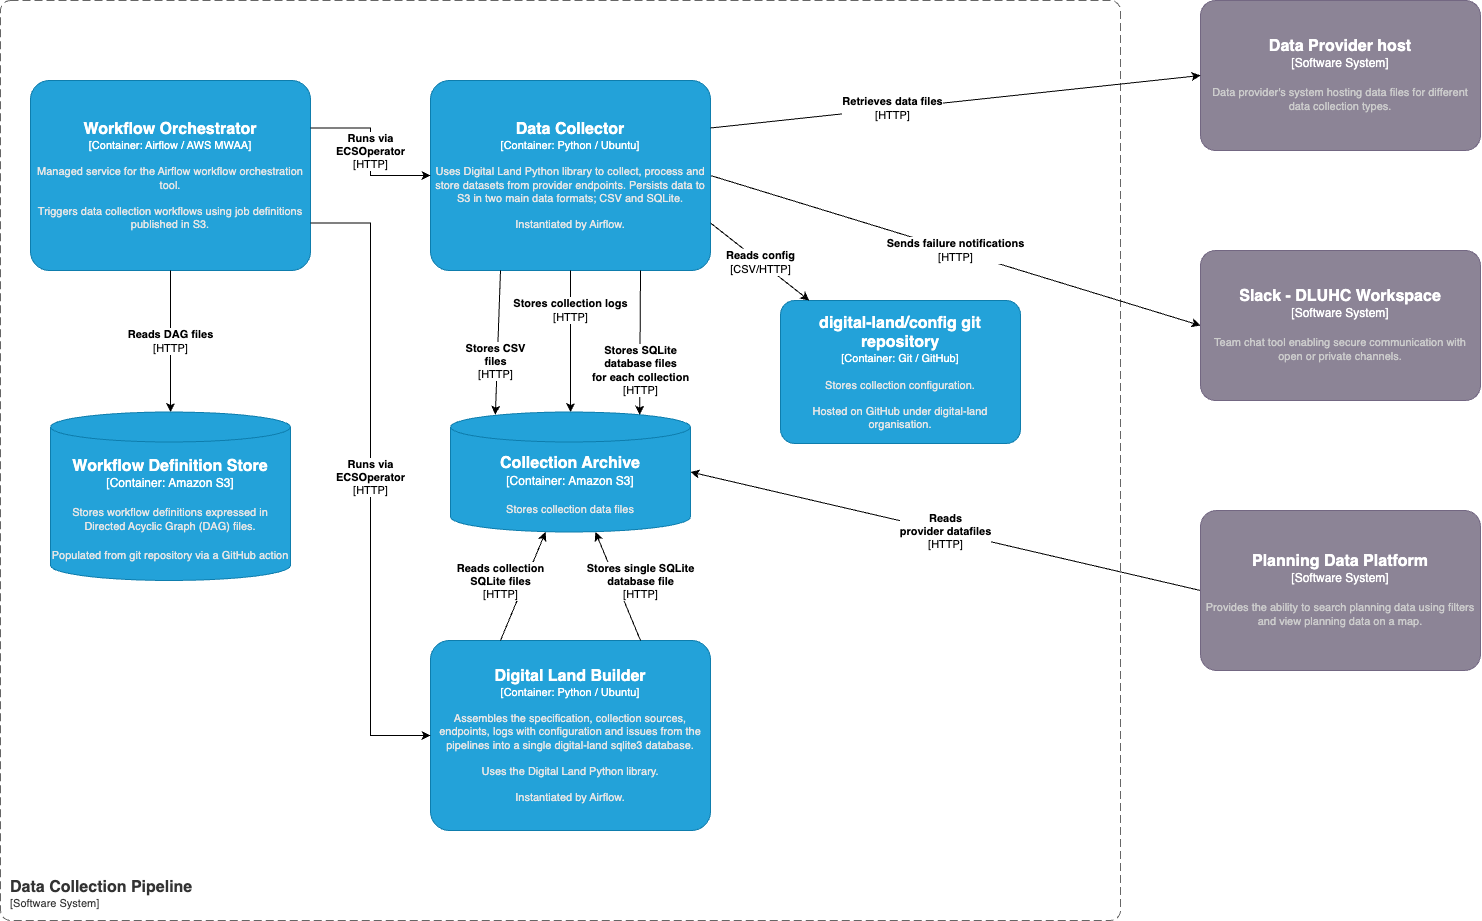 Data Provider host
[Software System]
Data provider's system hosting data files for different
data collection types.
Workflow Orchestrator
[Container: Airflow / AWS MWAA]
Managed service for the Airflow workflow orchestration
tool.
Triggers data collection workflows using job definitions
published in S3.
Runs via
ECSOperator
[HTTP]
Data Collector
[Container: Python / Ubuntu]
Uses Digital Land Python library to collect, process and
store datasets from provider endpoints. Persists data to
S3 in two main data formats; CSV and SQLite.
Instantiated by Airflow.
Retrieves data files
[HTTP]
Sends failure notifications
[HTTP]
Reads config
[CSV/HTTP]
Slack - DLUHC Workspace
[Software System]
Team chat tool enabling secure communication with
open or private channels.
digital-land/config git
repository
[Container: Git / GitHub]
Stores collection configuration.
Hosted on GitHub under digital-land
organisation.
Reads DAG files
[HTTP]
Stores CSV
files
[HTTP]
Stores collection logs
[HTTP]
Stores SQLite
database files
for each collection
[HTTP]
Workflow Definition Store
[Container: Amazon S3]
Stores workflow definitions expressed in
Directed Acyclic Graph (DAG) files.
Populated from git repository via a GitHub action
Runs via
ECSOperator
[HTTP]
Collection Archive
[Container: Amazon S3]
Stores collection data files
Reads
provider datafiles
[HTTP]
Planning Data Platform
[Software System]
Provides the ability to search planning data using filters
and view planning data on a map.
Reads collection
SQLite files
[HTTP]
Stores single SQLite
database file
[HTTP]
Digital Land Builder
[Container: Python / Ubuntu]
Assembles the specification, collection sources,
endpoints, logs with configuration and issues from the
pipelines into a single digital-land sqlite3 database.
Uses the Digital Land Python library.
Instantiated by Airflow.
Data Collection Pipeline
[Software System]